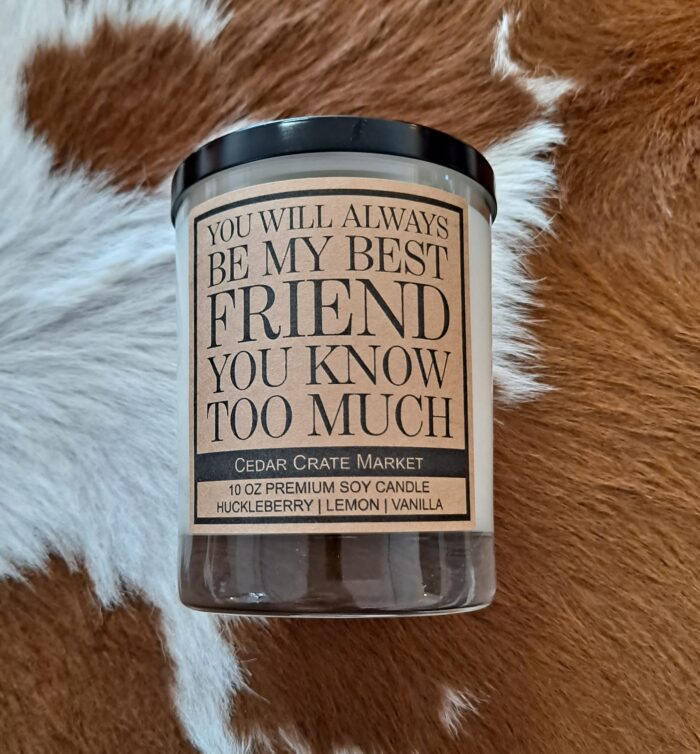 YOU WILL ALWAYS
BE MY BEST
FRIEND
YOU KNOW
TOO MUCH
CEDAR CRATE MARKET
10 OZ PREMIUM SOY CANDLE
HUCKLEBERRY | LEMON | VANILLA